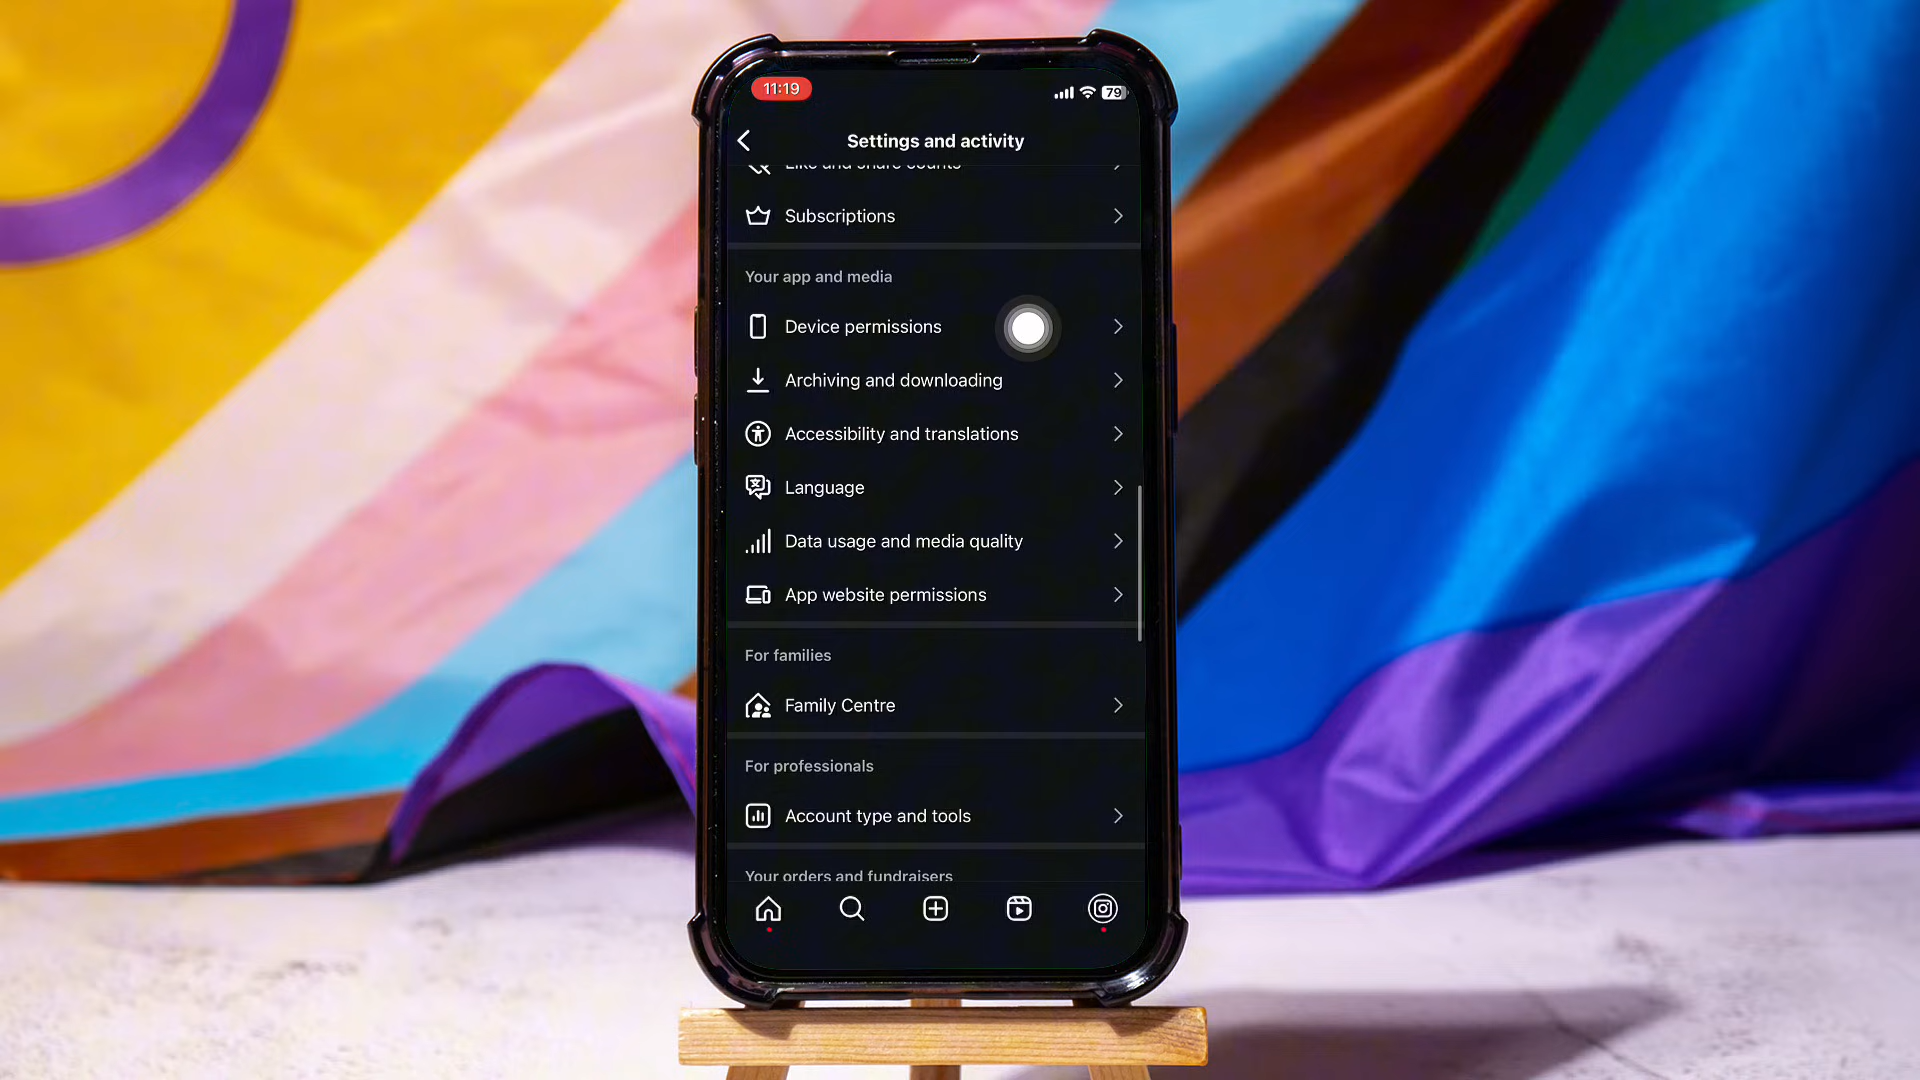 11:19
79
Settings and activity
Like and share counts
Subscriptions
Your app and media
Device permissions
Archiving and downloading
Accessibility and translations
Language
Data usage and media quality
App website permissions
For families
Family Centre
For professionals
Account type and tools
Your orders and fundraisers